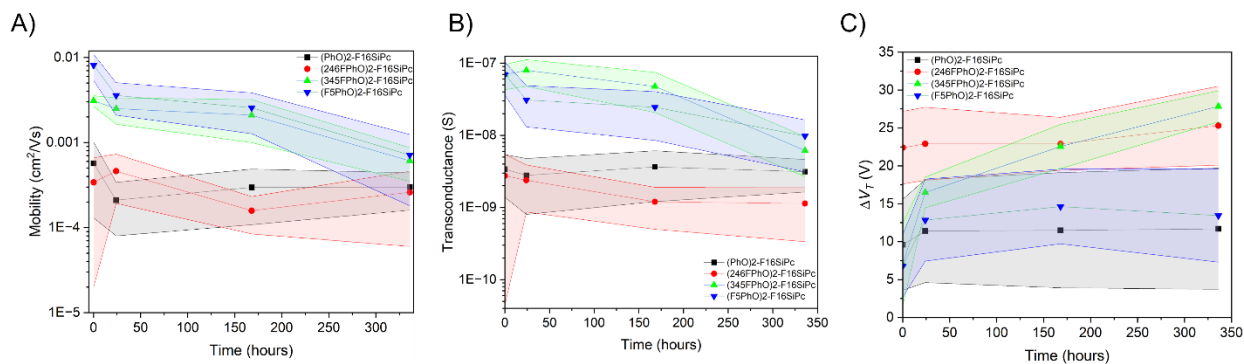 A)
0.01
0.001
1E−4
1E−5
Mobility (cm²/Vs)
0 50 100 150 200 250 300
Time (hours)
(PhO)2-F16SiPc
(246FPhO)2-F16SiPc
(345FPhO)2-F16SiPc
(F5PhO)2-F16SiPc
B)
1E−07
1E−08
1E−09
1E−10
Transconductance (S)
0 50 100 150 200 250 300 350
Time (hours)
(PhO)2-F16SiPc
(246FPhO)2-F16SiPc
(345FPhO)2-F16SiPc
(F5PhO)2-F16SiPc
C)
35
30
25
20
15
10
5
0
ΔV_T (V)
0 50 100 150 200 250 300 350
Time (hours)
(PhO)2-F16SiPc
(246FPhO)2-F16SiPc
(345FPhO)2-F16SiPc
(F5PhO)2-F16SiPc